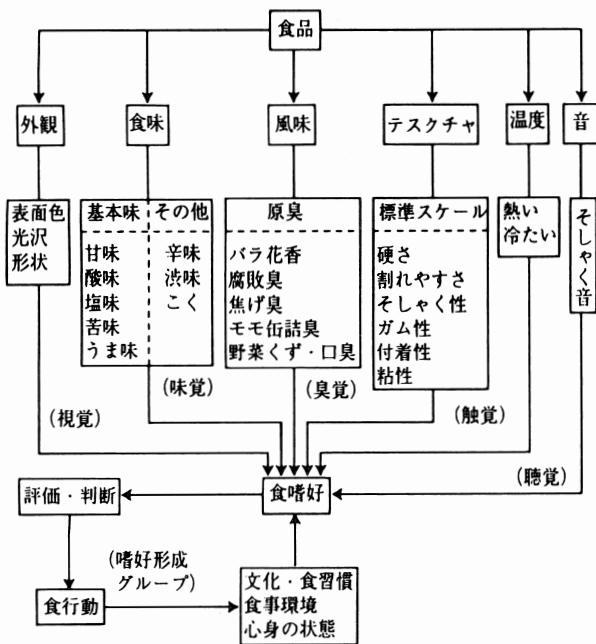 食品
外観
食味
風味
テスクチャ
温度
音
表面色
光沢
形状
基本味 その他
甘味 辛味
酸味 渋味
塩味 こく
苦味
うま味
原臭
バラ花香
腐敗臭
焦げ臭
モモ缶詰臭
野菜くず・口臭
標準スケール
硬さ
割れやすさ
そしゃく性
ガム性
付着性
粘性
熱い
冷たい
そしゃく音
(視覚)
(味覚)
(臭覚)
(触覚)
(聴覚)
食嗜好
評価・判断
食行動
(嗜好形成
グループ)
文化・食習慣
食事環境
心身の状態